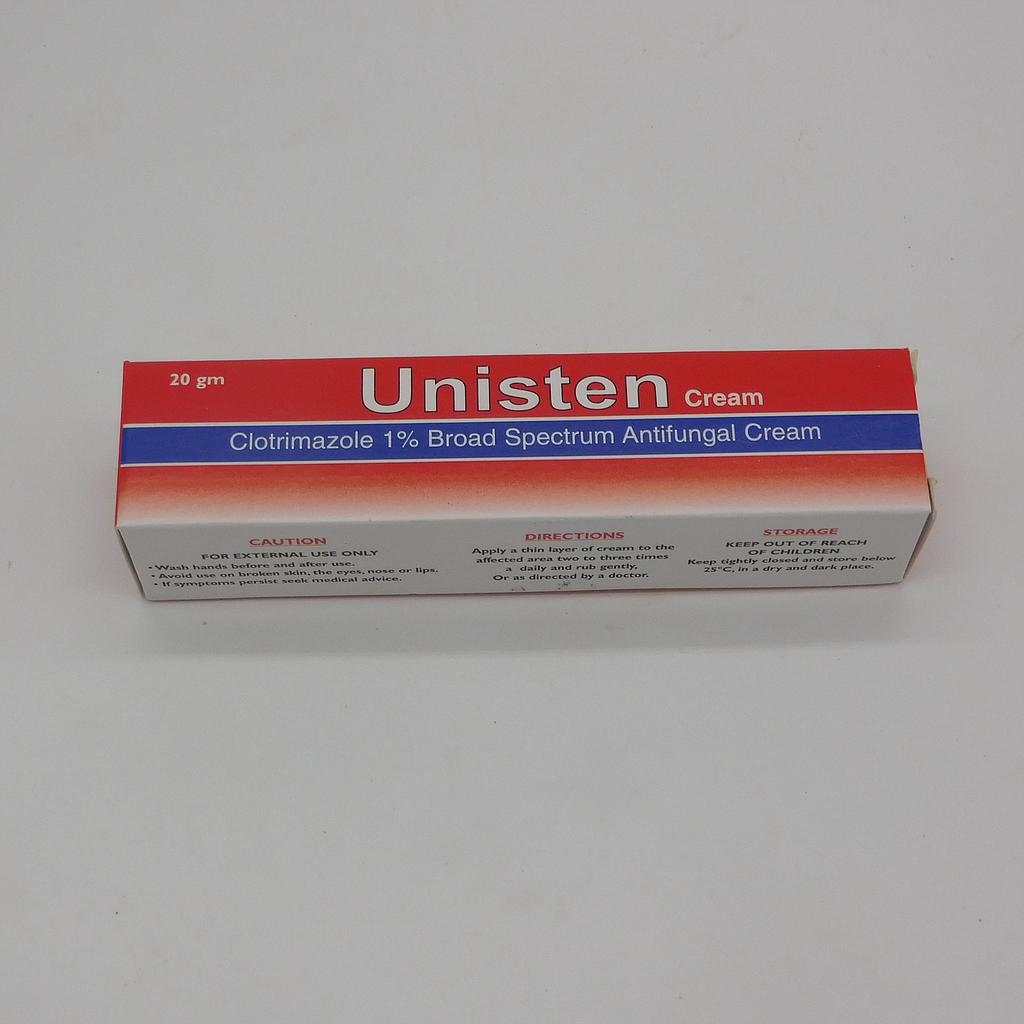 20 gm
Unisten Cream
Clotrimazole 1% Broad Spectrum Antifungal Cream
CAUTION
FOR EXTERNAL USE ONLY
• Wash hands before and after use.
• Avoid use on broken skin, the eyes, nose or lips.
• If symptoms persist seek medical advice.
DIRECTIONS
Apply a thin layer of cream to the
affected area two to three times
a daily and rub gently,
Or as directed by a doctor.
STORAGE
KEEP OUT OF REACH
OF CHILDREN
Keep tightly closed and store below
25°C, in a dry and dark place.